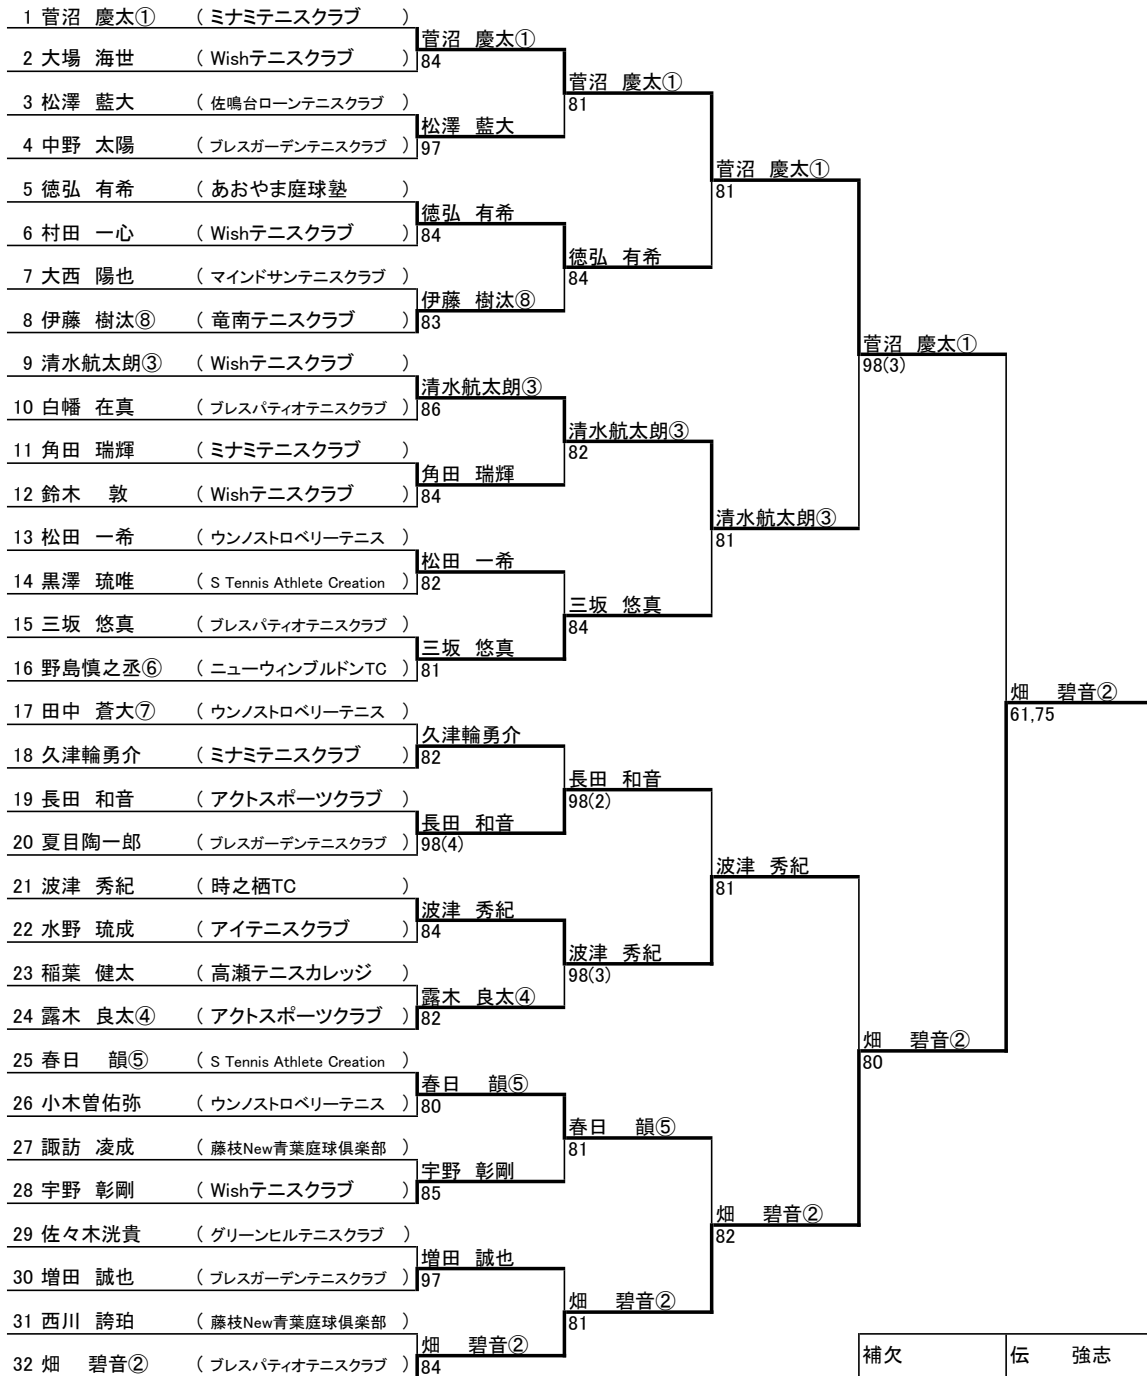 1 菅沼 慶太① ( ミナミテニスクラブ )
2 大場 海世 ( Wishテニスクラブ )
3 松澤 藍大 ( 佐鳴台ローンテニスクラブ )
4 中野 太陽 ( ブレスガーデンテニスクラブ )
5 徳弘 有希 ( あおやま庭球塾 )
6 村田 一心 ( Wishテニスクラブ )
7 大西 陽也 ( マインドサンテニスクラブ )
8 伊藤 樹汰⑧ ( 竜南テニスクラブ )
9 清水航太朗③ ( Wishテニスクラブ )
10 白幡 在真 ( ブレスパティオテニスクラブ )
11 角田 瑞輝 ( ミナミテニスクラブ )
12 鈴木 敦 ( Wishテニスクラブ )
13 松田 一希 ( ウンノストロベリーテニス )
14 黒澤 琉唯 ( S Tennis Athlete Creation )
15 三坂 悠真 ( ブレスパティオテニスクラブ )
16 野島慎之丞⑥ ( ニューウィンブルドンTC )
17 田中 蒼大⑦ ( ウンノストロベリーテニス )
18 久津輪勇介 ( ミナミテニスクラブ )
19 長田 和音 ( アクトスポーツクラブ )
20 夏目陶一郎 ( ブレスガーデンテニスクラブ )
21 波津 秀紀 ( 時之栖TC )
22 水野 琉成 ( アイテニスクラブ )
23 稲葉 健太 ( 高瀬テニスカレッジ )
24 露木 良太④ ( アクトスポーツクラブ )
25 春日 韻⑤ ( S Tennis Athlete Creation )
26 小木曽佑弥 ( ウンノストロベリーテニス )
27 諏訪 凌成 ( 藤枝New青葉庭球倶楽部 )
28 宇野 彰剛 ( Wishテニスクラブ )
29 佐々木洸貴 ( グリーンヒルテニスクラブ )
30 増田 誠也 ( ブレスガーデンテニスクラブ )
31 西川 誇珀 ( 藤枝New青葉庭球倶楽部 )
32 畑 碧音② ( ブレスパティオテニスクラブ )
菅沼 慶太①
84
松澤 藍大
97
徳弘 有希
84
伊藤 樹汰⑧
83
清水航太朗③
86
角田 瑞輝
84
松田 一希
82
三坂 悠真
81
久津輪勇介
82
長田 和音
98(4)
波津 秀紀
84
露木 良太④
82
春日 韻⑤
80
宇野 彰剛
85
増田 誠也
97
畑 碧音②
84
菅沼 慶太①
81
徳弘 有希
84
清水航太朗③
82
三坂 悠真
84
長田 和音
98(2)
波津 秀紀
98(3)
春日 韻⑤
81
畑 碧音②
81
菅沼 慶太①
81
清水航太朗③
81
波津 秀紀
81
畑 碧音②
82
菅沼 慶太①
98(3)
畑 碧音②
80
畑 碧音②
61,75
補欠 伝 強志